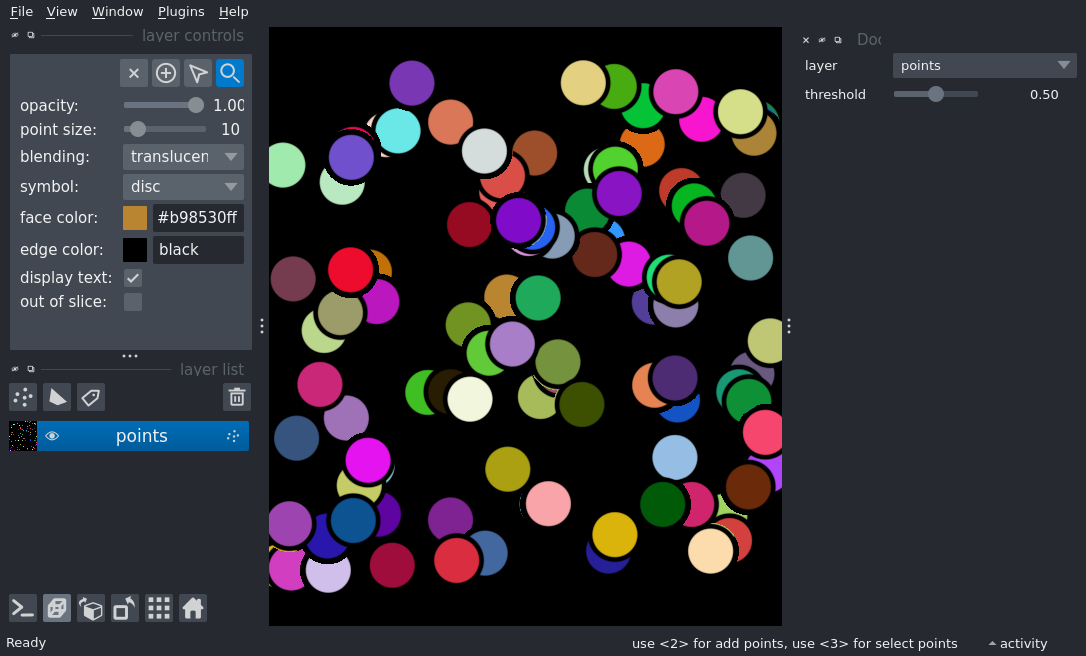 File View Window Plugins Help
layer controls
opacity: 1.00
point size: 10
blending: translucen
symbol: disc
face color: #b98530ff
edge color: black
display text:
out of slice:
layer list
points
Doc
layer points
threshold 0.50
Ready
use <2> for add points, use <3> for select points
activity